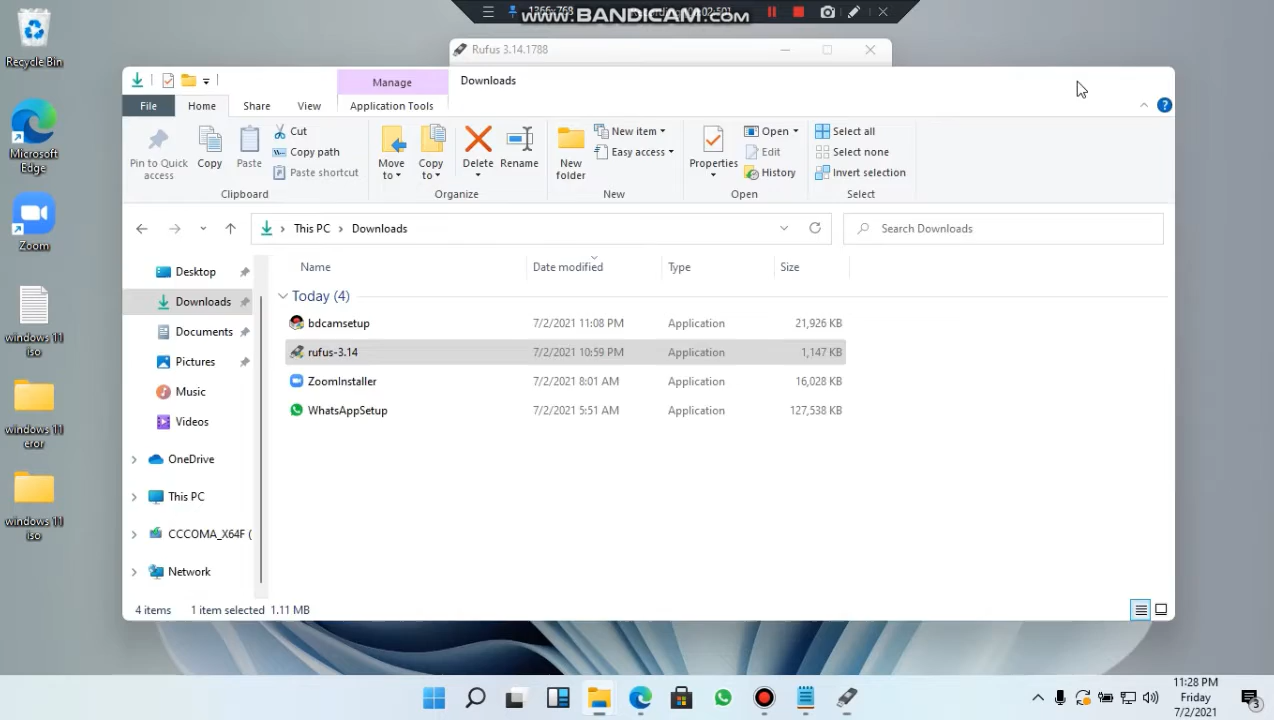 Recycle Bin
Microsoft
Edge
Zoom
windows 11
iso
windows 11
eror
windows 11
iso
www.BANDICAM.com
Rufus 3.14.1788
Manage
Downloads
File
Home
Share
View
Application Tools
Pin to Quick
access
Copy
Paste
Cut
Copy path
Paste shortcut
Clipboard
Move
to
Copy
to
Delete
Rename
Organize
New
folder
New item
Easy access
New
Properties
Open
Edit
History
Open
Select all
Select none
Invert selection
Select
This PC
Downloads
Search Downloads
Desktop
Downloads
Documents
Pictures
Music
Videos
OneDrive
This PC
CCCOMA_X64F (
Network
Name
Date modified
Type
Size
Today (4)
bdcamsetup 7/2/2021 11:08 PM Application 21,926 KB
rufus-3.14 7/2/2021 10:59 PM Application 1,147 KB
ZoomInstaller 7/2/2021 8:01 AM Application 16,028 KB
WhatsAppSetup 7/2/2021 5:51 AM Application 127,538 KB
4 items
1 item selected 1.11 MB
11:28 PM
Friday
7/2/2021
3